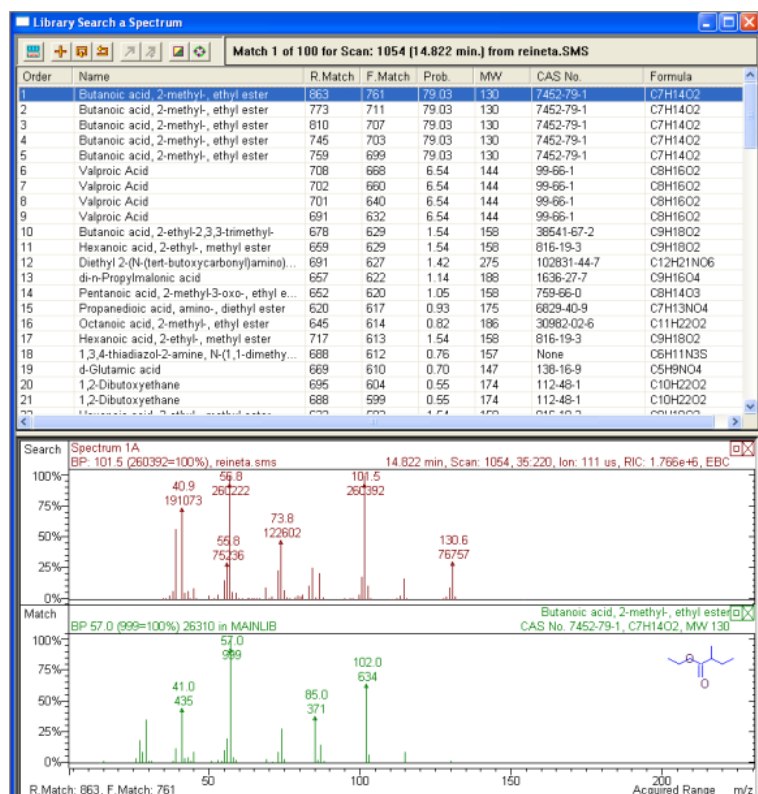 Library Search a Spectrum
Match 1 of 100 for Scan: 1054 (14.822 min.) from reineta.SMS
Order Name R.Match F.Match Prob. MW CAS No. Formula
1 Butanoic acid, 2-methyl-, ethyl ester 863 761 79.03 130 7452-79-1 C7H14O2
2 Butanoic acid, 2-methyl-, ethyl ester 773 711 79.03 130 7452-79-1 C7H14O2
3 Butanoic acid, 2-methyl-, ethyl ester 810 707 79.03 130 7452-79-1 C7H14O2
4 Butanoic acid, 2-methyl-, ethyl ester 745 703 79.03 130 7452-79-1 C7H14O2
5 Butanoic acid, 2-methyl-, ethyl ester 759 699 79.03 130 7452-79-1 C7H14O2
6 Valproic Acid 708 668 6.54 144 99-66-1 C8H16O2
7 Valproic Acid 702 660 6.54 144 99-66-1 C8H16O2
8 Valproic Acid 701 640 6.54 144 99-66-1 C8H16O2
9 Valproic Acid 691 632 6.54 144 99-66-1 C8H16O2
10 Butanoic acid, 2-ethyl-2,3,3-trimethyl- 678 629 1.54 158 38541-67-2 C9H18O2
11 Hexanoic acid, 2-ethyl-, methyl ester 659 629 1.54 158 816-19-3 C9H18O2
12 Diethyl 2-(N-(tert-butoxycarbonyl)amino)... 691 627 1.42 275 102831-44-7 C12H21NO6
13 di-n-Propylmalonic acid 657 622 1.14 188 1636-27-7 C9H16O4
14 Pentanoic acid, 2-methyl-3-oxo-, ethyl e... 652 620 1.05 158 759-66-0 C8H14O3
15 Propanedioic acid, amino-, diethyl ester 620 617 0.93 175 6829-40-9 C7H13NO4
16 Octanoic acid, 2-methyl-, ethyl ester 645 614 0.82 186 30982-02-6 C11H22O2
17 Hexanoic acid, 2-ethyl-, methyl ester 717 613 1.54 158 816-19-3 C9H18O2
18 1,3,4-thiadiazol-2-amine, N-(1,1-dimethy... 688 612 0.76 157 None C6H11N3S
19 d-Glutamic acid 669 610 0.70 147 138-16-9 C5H9NO4
20 1,2-Dibutoxyethane 695 604 0.55 174 112-48-1 C10H22O2
21 1,2-Dibutoxyethane 688 599 0.55 174 112-48-1 C10H22O2
Search Spectrum 1A
BP: 101.5 (260392=100%), reineta.sms 14.822 min, Scan: 1054, 35:220, Ion: 111 us, RIC: 1.766e+6, EBC
100% 56.8 101.5
260222 260392
40.9
191073
75%
73.8
122602
50%
55.8 130.6
75236 76757
25%
0%
Match Butanoic acid, 2-methyl-, ethyl ester
BP 57.0 (999=100%) 26310 in MAINLIB CAS No. 7452-79-1, C7H14O2, MW 130
100% 57.0
999
O
O
75% 102.0
634
41.0
435
50% 85.0
371
25%
0%
50 100 150 200
R.Match: 863, F.Match: 761 Acquired Range m/z